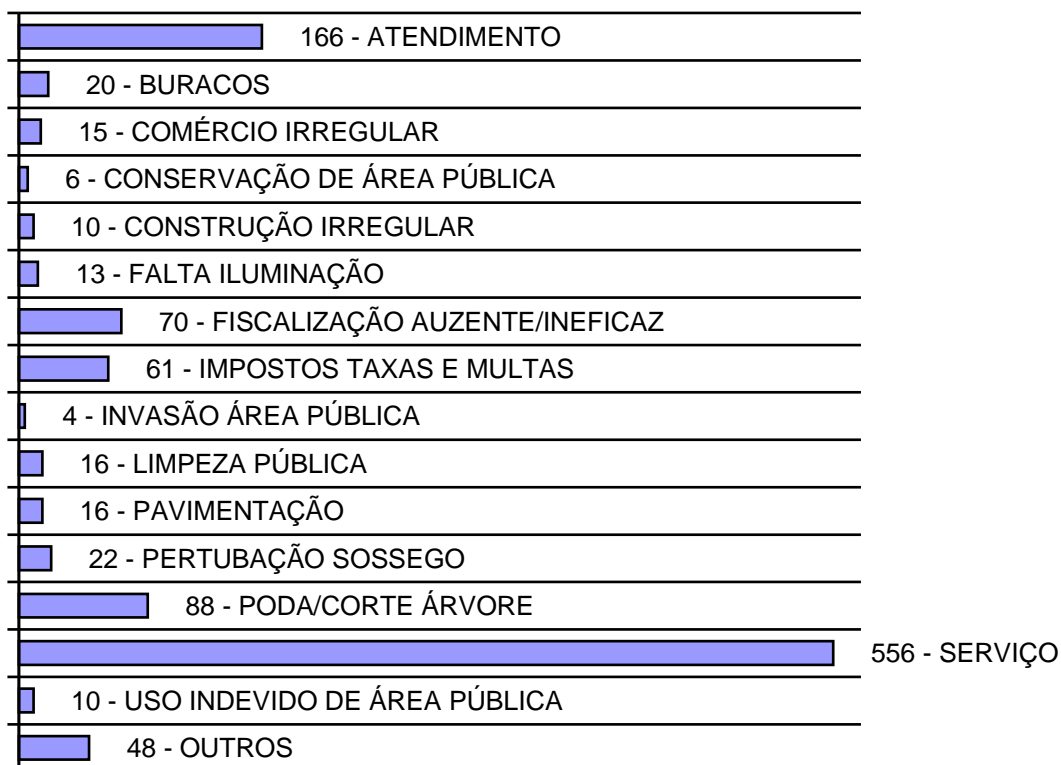 166 - ATENDIMENTO
20 - BURACOS
15 - COMÉRCIO IRREGULAR
6 - CONSERVAÇÃO DE ÁREA PÚBLICA
10 - CONSTRUÇÃO IRREGULAR
13 - FALTA ILUMINAÇÃO
70 - FISCALIZAÇÃO AUZENTE/INEFICAZ
61 - IMPOSTOS TAXAS E MULTAS
4 - INVASÃO ÁREA PÚBLICA
16 - LIMPEZA PÚBLICA
16 - PAVIMENTAÇÃO
22 - PERTUBAÇÃO SOSSEGO
88 - PODA/CORTE ÁRVORE
556 - SERVIÇO
10 - USO INDEVIDO DE ÁREA PÚBLICA
48 - OUTROS